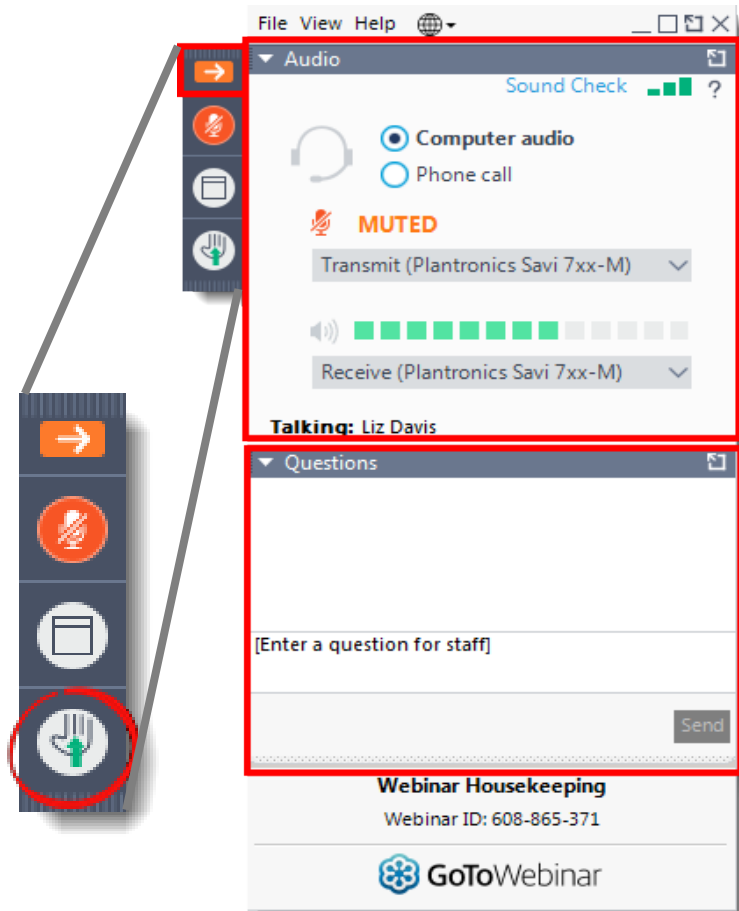 File View Help
Audio
Sound Check ?
Computer audio
Phone call
MUTED
Transmit (Plantronics Savi 7xx-M)
Receive (Plantronics Savi 7xx-M)
Talking: Liz Davis
Questions
[Enter a question for staff]
Send
Webinar Housekeeping
Webinar ID: 608-865-371
GoToWebinar